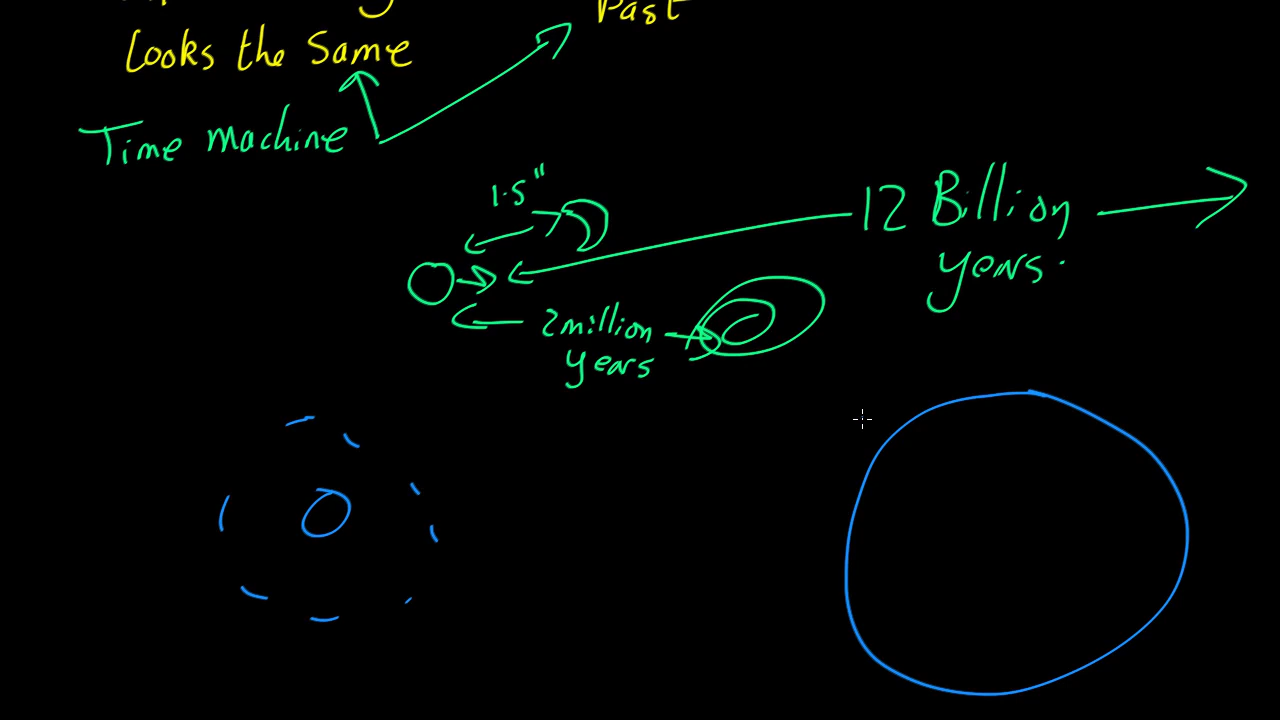 Past
Looks the Same
Time machine
1.5"
12 Billion
years.
2million
years